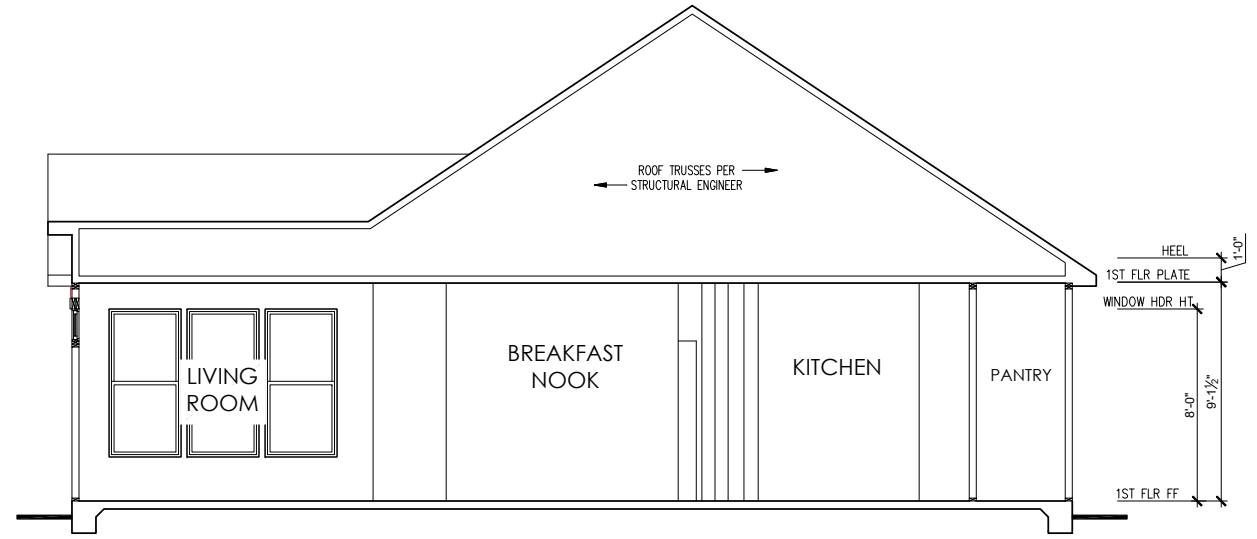 ROOF TRUSSES PER
STRUCTURAL ENGINEER
HEEL
1'-0"
1ST FLR PLATE
WINDOW HDR HT
LIVING
ROOM
BREAKFAST
NOOK
KITCHEN
PANTRY
8'-0"
9'-1½"
1ST FLR FF